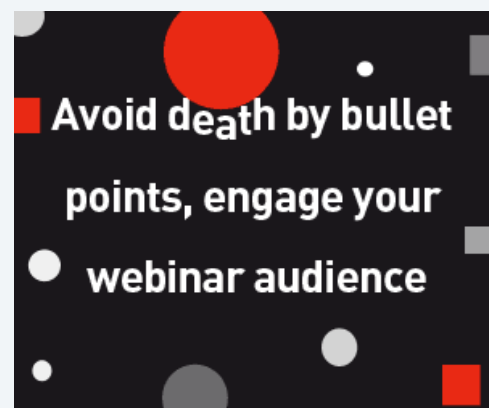 Avoid death by bullet
points, engage your
webinar audience